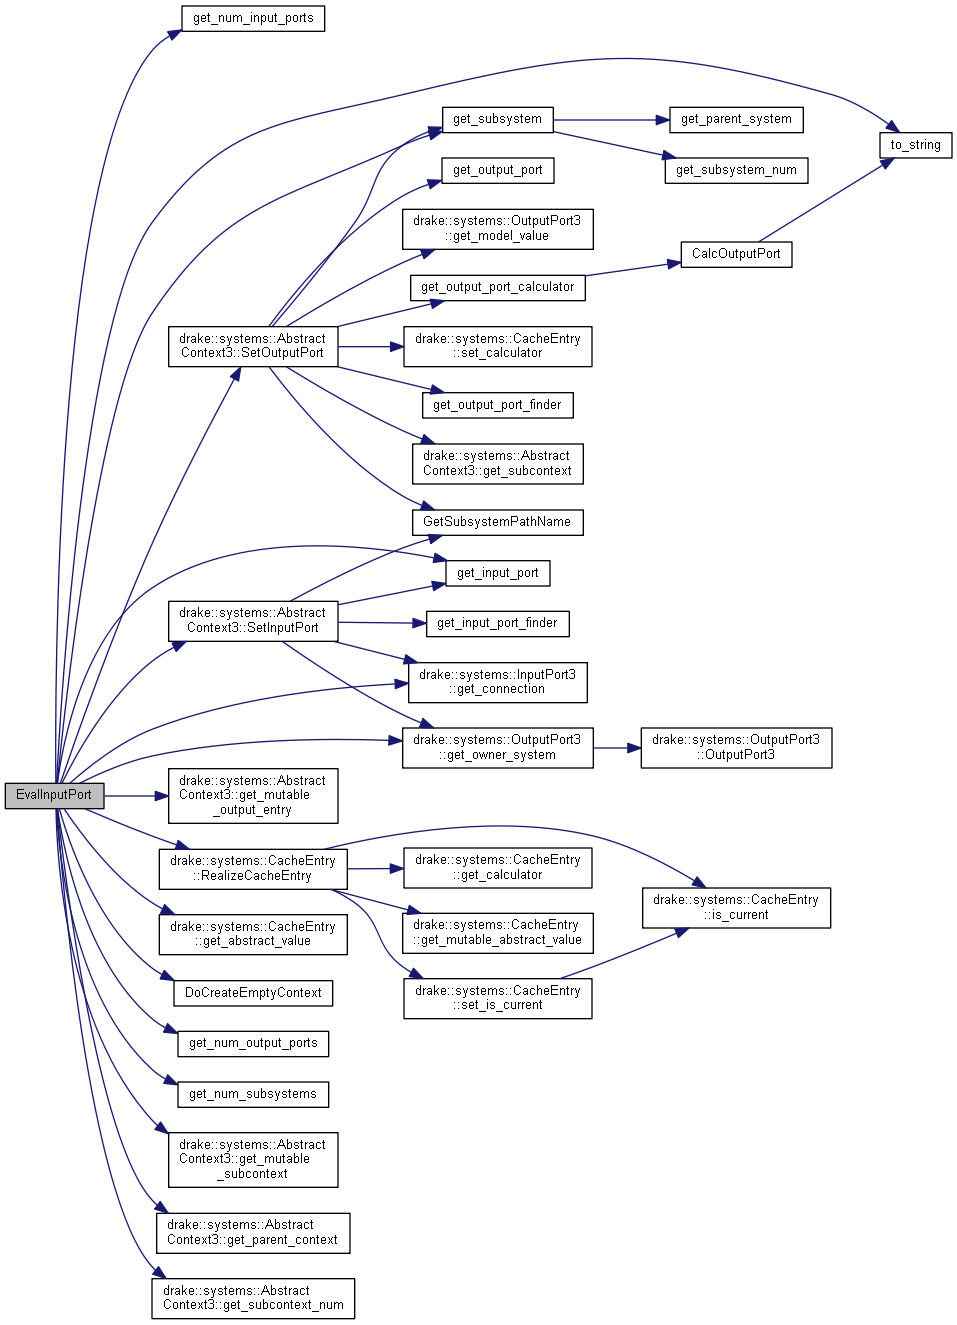 get_num_input_ports
get_subsystem
get_parent_system
to_string
get_output_port
get_subsystem_num
drake::systems::OutputPort3
::get_model_value
CalcOutputPort
get_output_port_calculator
drake::systems::Abstract
Context3::SetOutputPort
drake::systems::CacheEntry
::set_calculator
get_output_port_finder
drake::systems::Abstract
Context3::get_subcontext
GetSubsystemPathName
get_input_port
drake::systems::Abstract
Context3::SetInputPort
get_input_port_finder
drake::systems::InputPort3
::get_connection
drake::systems::OutputPort3
::get_owner_system
drake::systems::OutputPort3
::OutputPort3
EvalInputPort
drake::systems::Abstract
Context3::get_mutable
_output_entry
drake::systems::CacheEntry
::RealizeCacheEntry
drake::systems::CacheEntry
::get_calculator
drake::systems::CacheEntry
::is_current
drake::systems::CacheEntry
::get_abstract_value
drake::systems::CacheEntry
::get_mutable_abstract_value
DoCreateEmptyContext
drake::systems::CacheEntry
::set_is_current
get_num_output_ports
get_num_subsystems
drake::systems::Abstract
Context3::get_mutable
_subcontext
drake::systems::Abstract
Context3::get_parent_context
drake::systems::Abstract
Context3::get_subcontext_num